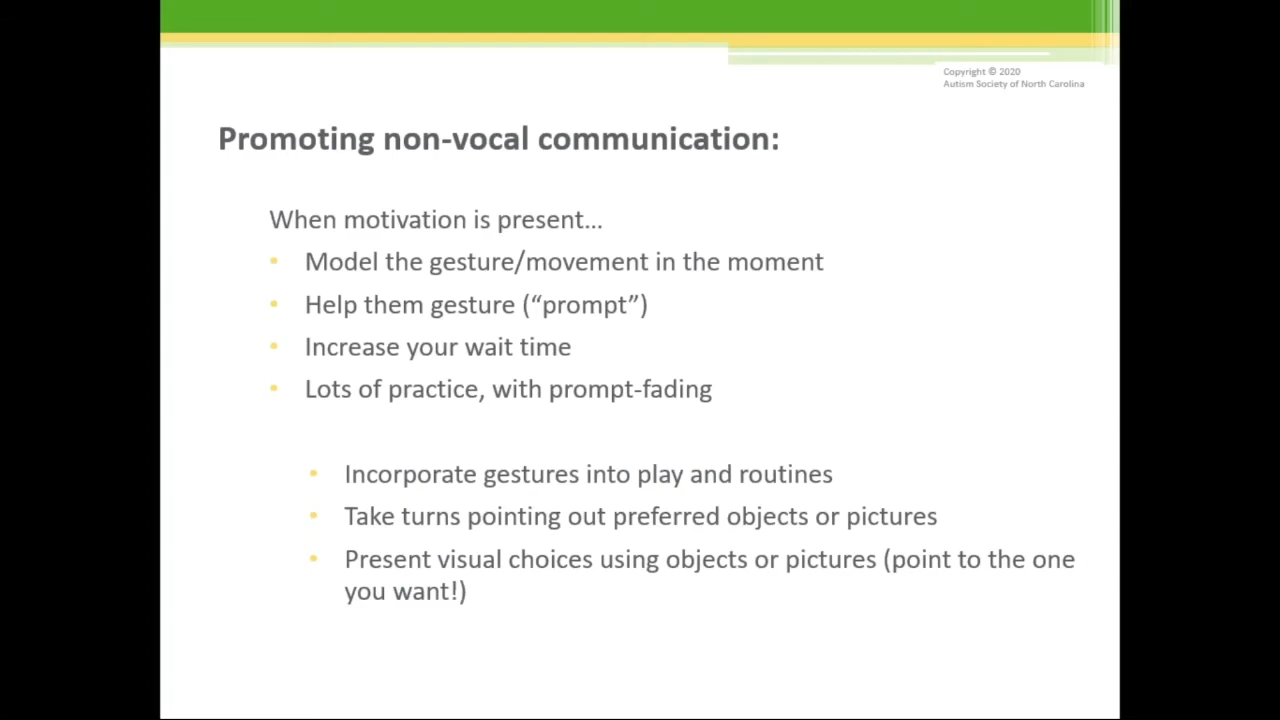 Copyright © 2020
Autism Society of North Carolina
Promoting non-vocal communication:
When motivation is present…
• Model the gesture/movement in the moment
• Help them gesture (“prompt”)
• Increase your wait time
• Lots of practice, with prompt-fading
• Incorporate gestures into play and routines
• Take turns pointing out preferred objects or pictures
• Present visual choices using objects or pictures (point to the one
you want!)